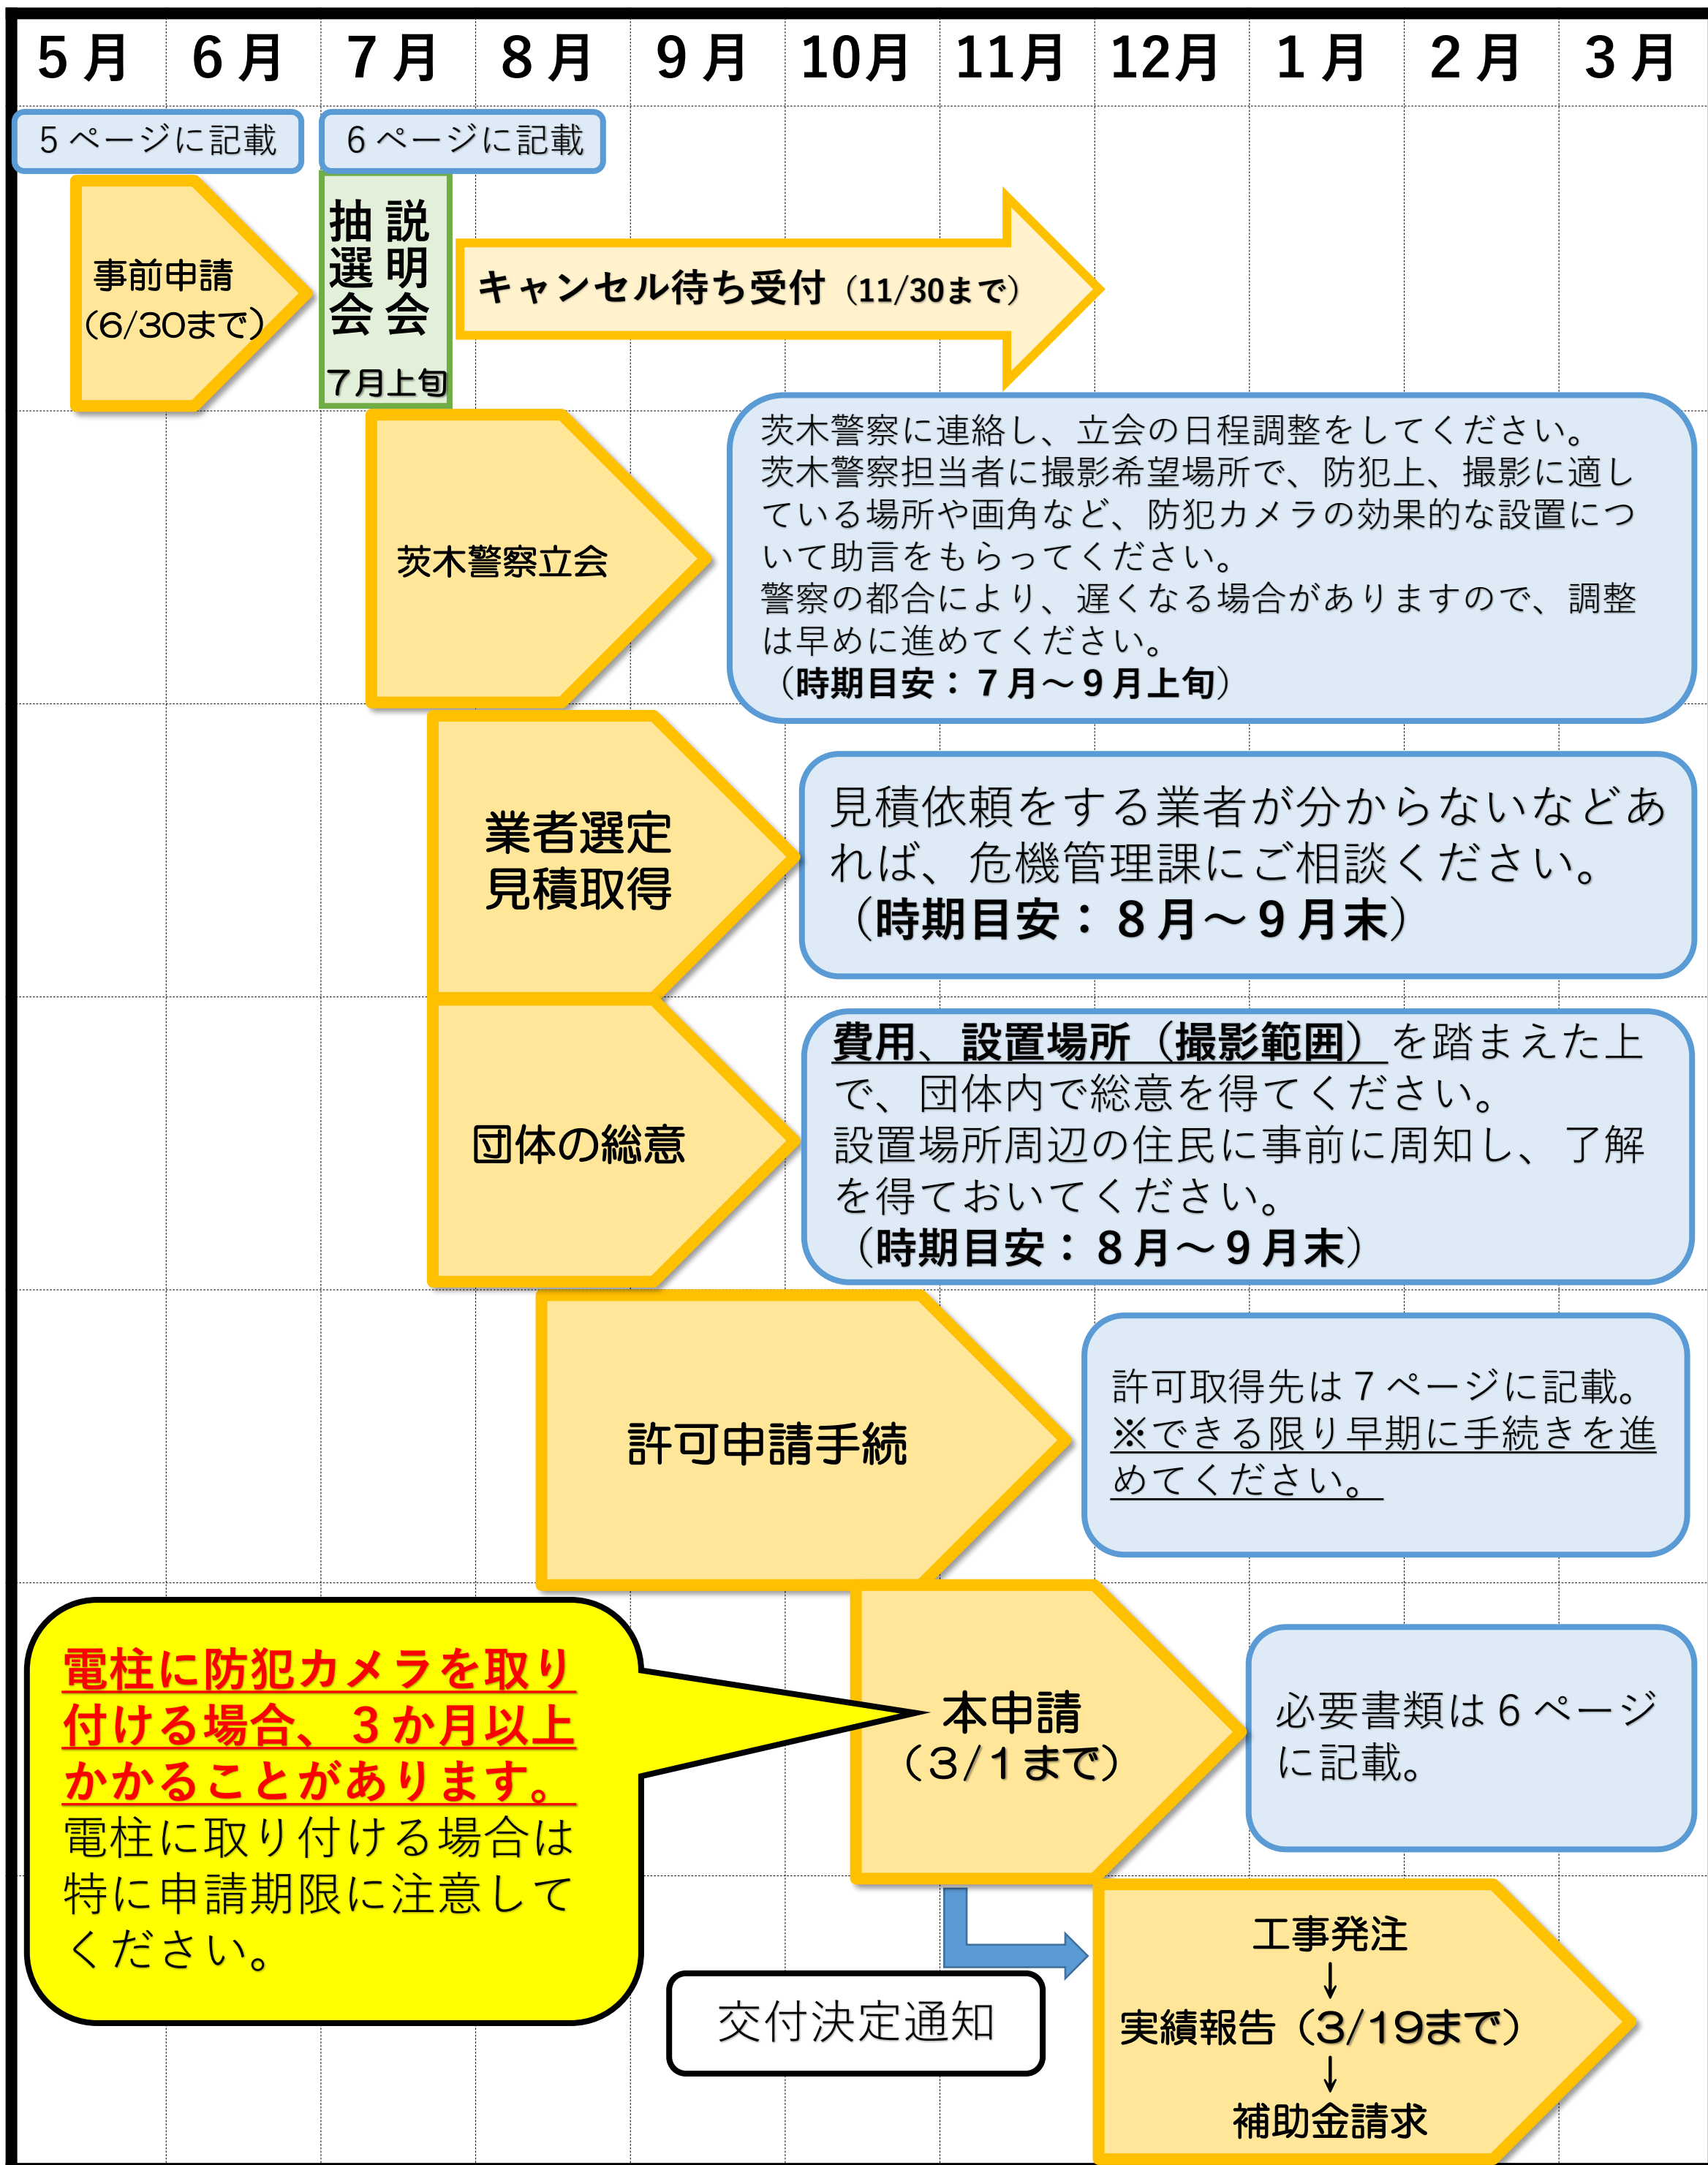 5月 6月 7月 8月 9月 10月 11月 12月 1月 2月 3月
5ページに記載
6ページに記載
事前申請
（6/30まで）
説明会
抽選会
7月上旬
キャンセル待ち受付（11/30まで）
茨木警察立会
茨木警察に連絡し、立会の日程調整をしてください。
茨木警察担当者に撮影希望場所で、防犯上、撮影に適し
ている場所や画角など、防犯カメラの効果的な設置につ
いて助言をもらってください。
警察の都合により、遅くなる場合がありますので、調整
は早めに進めてください。
（時期目安：７月～９月上旬）
業者選定
見積取得
見積依頼をする業者が分からないなどあ
れば、危機管理課にご相談ください。
（時期目安：８月～９月末）
団体の総意
費用、設置場所（撮影範囲）を踏まえた上
で、団体内で総意を得てください。
設置場所周辺の住民に事前に周知し、了解
を得ておいてください。
（時期目安：８月～９月末）
許可申請手続
許可取得先は7ページに記載。
※できる限り早期に手続きを進
めてください。
電柱に防犯カメラを取り
付ける場合、３か月以上
かかることがあります。
電柱に取り付ける場合は
特に申請期限に注意して
ください。
本申請
（３/１まで）
必要書類は6ページ
に記載。
交付決定通知
工事発注
↓
実績報告（3/19まで）
↓
補助金請求